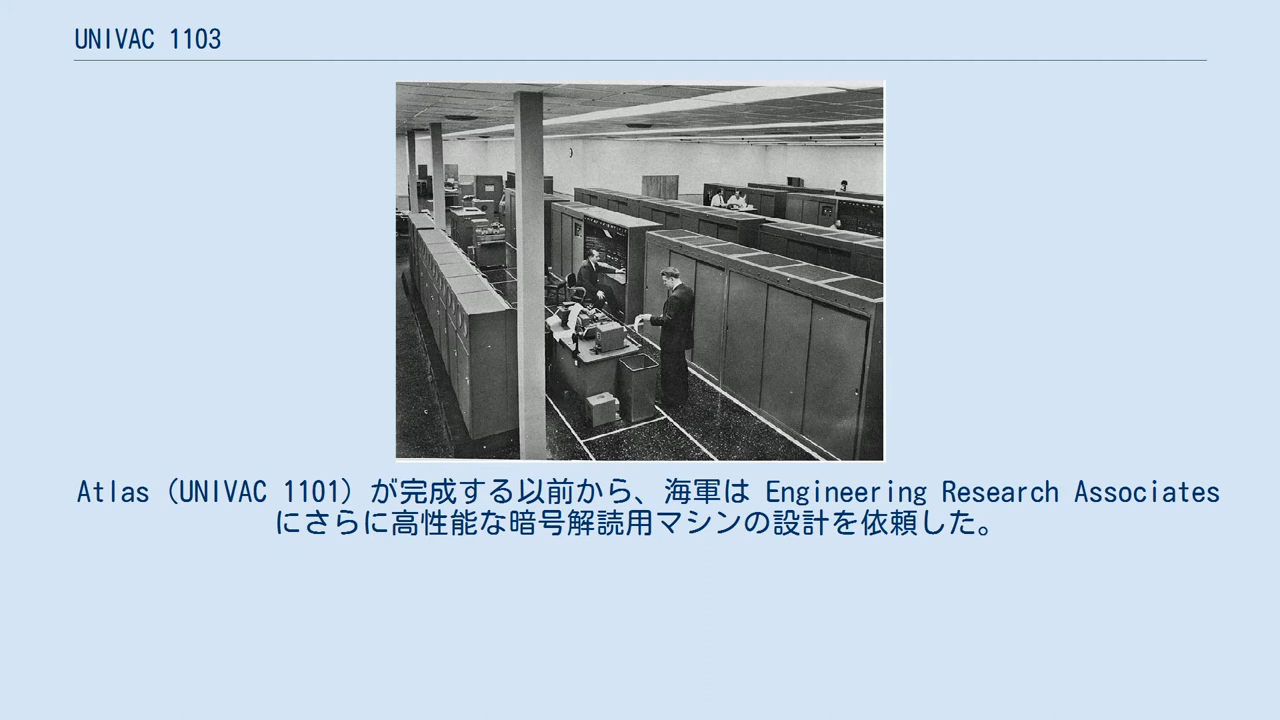 UNIVAC 1103
Atlas（UNIVAC 1101）が完成する以前から、海軍は Engineering Research Associates
にさらに高性能な暗号解読用マシンの設計を依頼した。